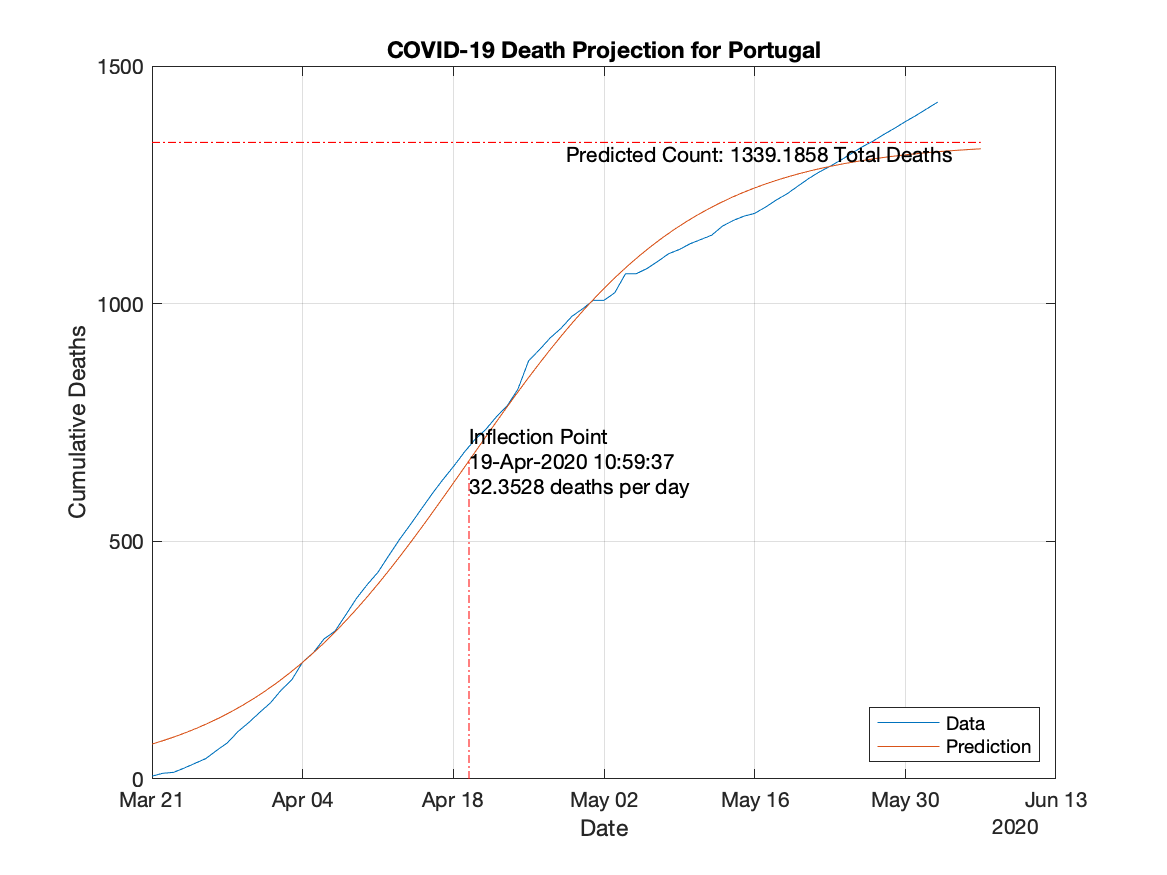 COVID-19 Death Projection for Portugal
1500
Predicted Count: 1339.1858 Total Deaths
1000
Cumulative Deaths
Inflection Point
19-Apr-2020 10:59:37
32.3528 deaths per day
500
Data
Prediction
0
Mar 21 Apr 04 Apr 18 May 02 May 16 May 30 Jun 13
Date
2020